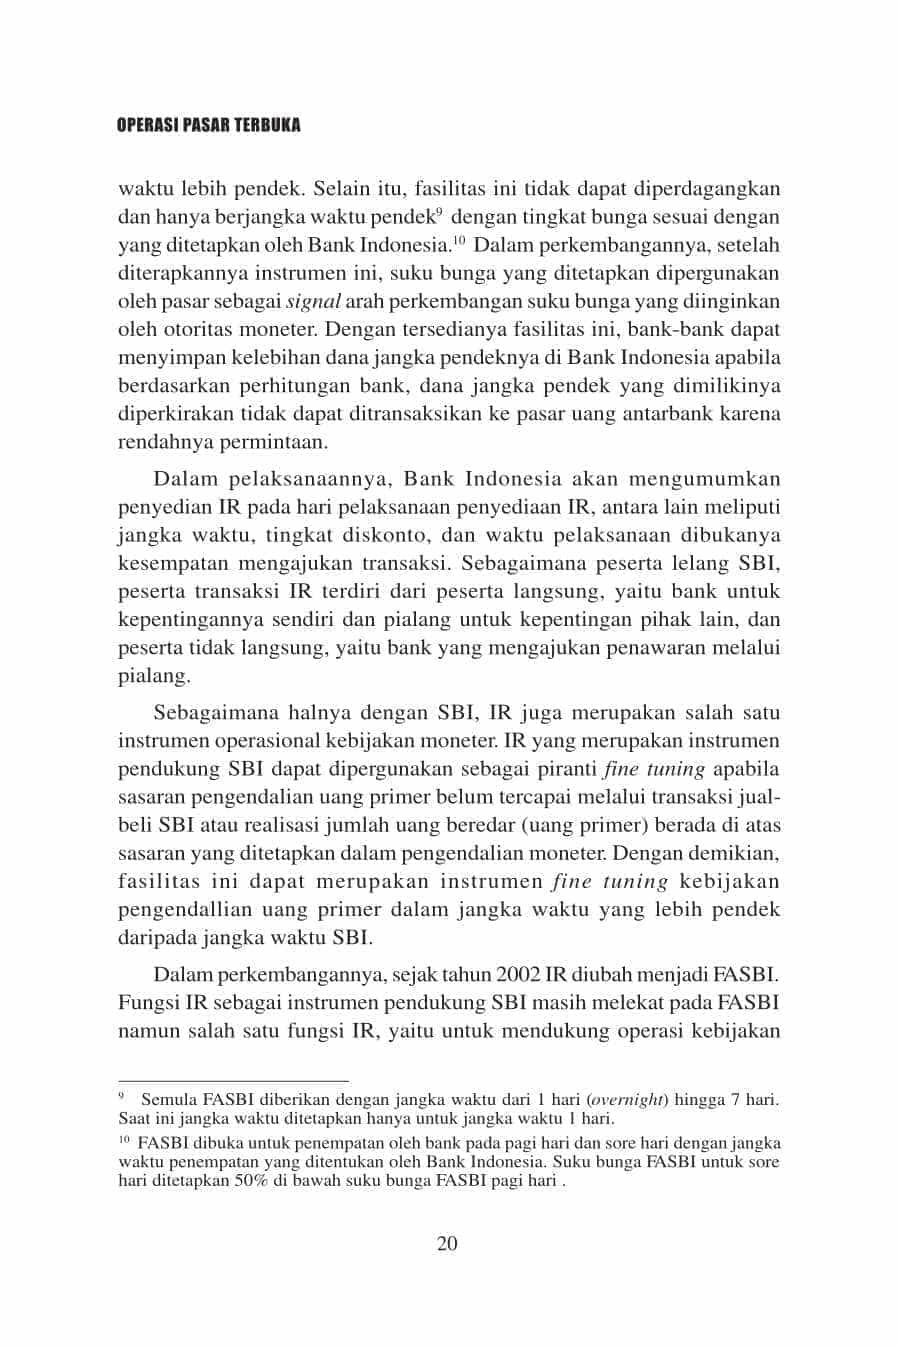 OPERASI PASAR TERBUKA
waktu lebih pendek. Selain itu, fasilitas ini tidak dapat diperdagangkan
dan hanya berjangka waktu pendek⁹ dengan tingkat bunga sesuai dengan
yang ditetapkan oleh Bank Indonesia.¹⁰ Dalam perkembangannya, setelah
diterapkannya instrumen ini, suku bunga yang ditetapkan dipergunakan
oleh pasar sebagai signal arah perkembangan suku bunga yang diinginkan
oleh otoritas moneter. Dengan tersedianya fasilitas ini, bank-bank dapat
menyimpan kelebihan dana jangka pendeknya di Bank Indonesia apabila
berdasarkan perhitungan bank, dana jangka pendek yang dimilikinya
diperkirakan tidak dapat ditransaksikan ke pasar uang antarbank karena
rendahnya permintaan.
Dalam pelaksanaannya, Bank Indonesia akan mengumumkan
penyedian IR pada hari pelaksanaan penyediaan IR, antara lain meliputi
jangka waktu, tingkat diskonto, dan waktu pelaksanaan dibukanya
kesempatan mengajukan transaksi. Sebagaimana peserta lelang SBI,
peserta transaksi IR terdiri dari peserta langsung, yaitu bank untuk
kepentingannya sendiri dan pialang untuk kepentingan pihak lain, dan
peserta tidak langsung, yaitu bank yang mengajukan penawaran melalui
pialang.
Sebagaimana halnya dengan SBI, IR juga merupakan salah satu
instrumen operasional kebijakan moneter. IR yang merupakan instrumen
pendukung SBI dapat dipergunakan sebagai piranti fine tuning apabila
sasaran pengendalian uang primer belum tercapai melalui transaksi jual-
beli SBI atau realisasi jumlah uang beredar (uang primer) berada di atas
sasaran yang ditetapkan dalam pengendalian moneter. Dengan demikian,
fasilitas ini dapat merupakan instrumen fine tuning kebijakan
pengendallian uang primer dalam jangka waktu yang lebih pendek
daripada jangka waktu SBI.
Dalam perkembangannya, sejak tahun 2002 IR diubah menjadi FASBI.
Fungsi IR sebagai instrumen pendukung SBI masih melekat pada FASBI
namun salah satu fungsi IR, yaitu untuk mendukung operasi kebijakan
⁹ Semula FASBI diberikan dengan jangka waktu dari 1 hari (overnight) hingga 7 hari.
Saat ini jangka waktu ditetapkan hanya untuk jangka waktu 1 hari.
¹⁰ FASBI dibuka untuk penempatan oleh bank pada pagi hari dan sore hari dengan jangka
waktu penempatan yang ditentukan oleh Bank Indonesia. Suku bunga FASBI untuk sore
hari ditetapkan 50% di bawah suku bunga FASBI pagi hari .
20